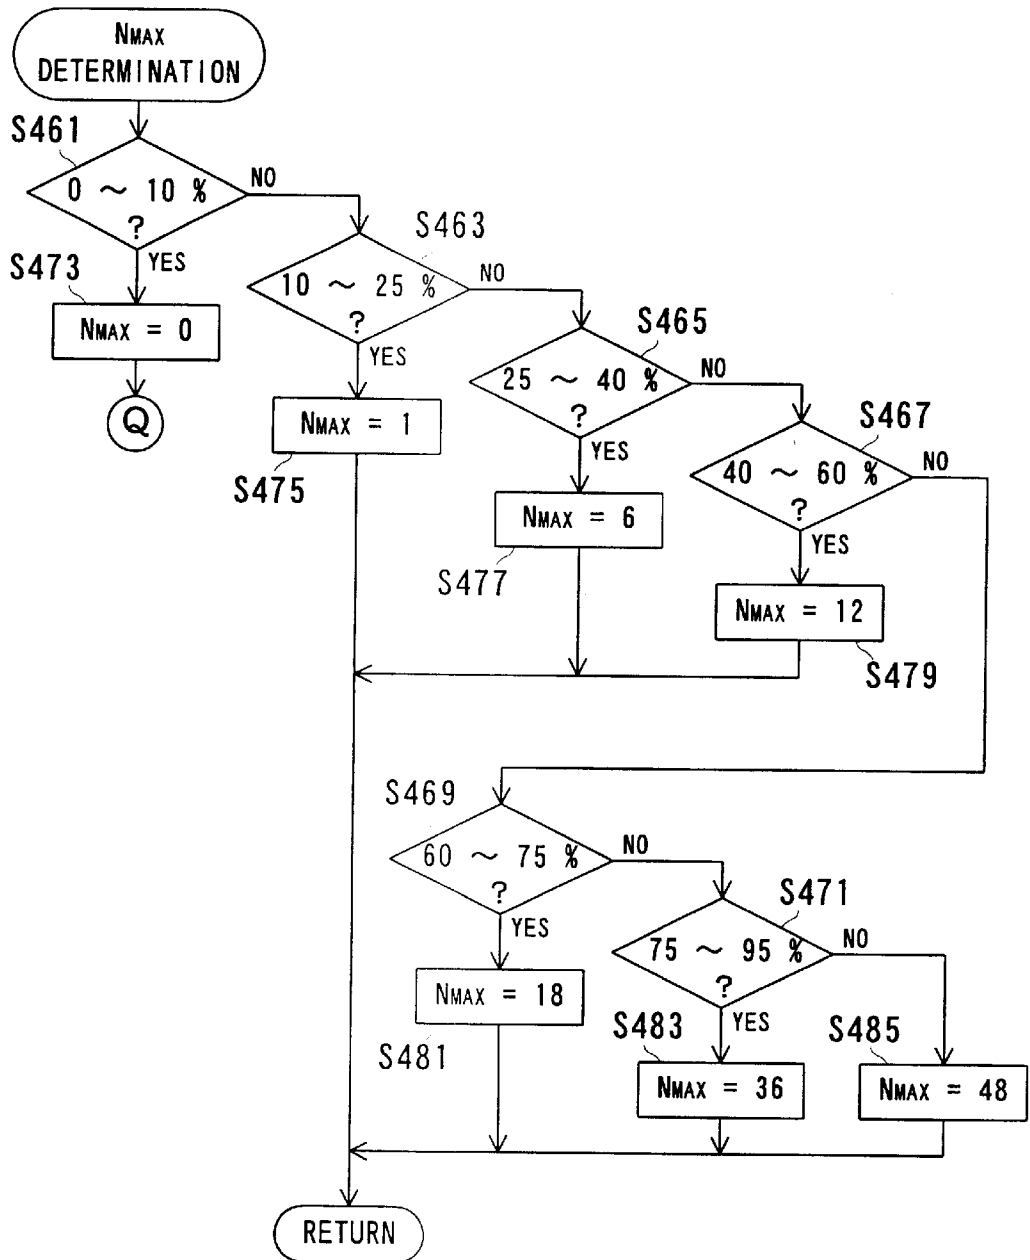 NMAX
DETERMINATION
S461
0 ~ 10 %
?
NO
YES
S473
NMAX = 0
Q
S463
10 ~ 25 %
?
NO
YES
NMAX = 1
S475
S465
25 ~ 40 %
?
NO
YES
NMAX = 6
S477
S467
40 ~ 60 %
?
NO
YES
NMAX = 12
S479
S469
60 ~ 75 %
?
NO
YES
NMAX = 18
S481
S471
75 ~ 95 %
?
NO
YES
S483
NMAX = 36
S485
NMAX = 48
RETURN